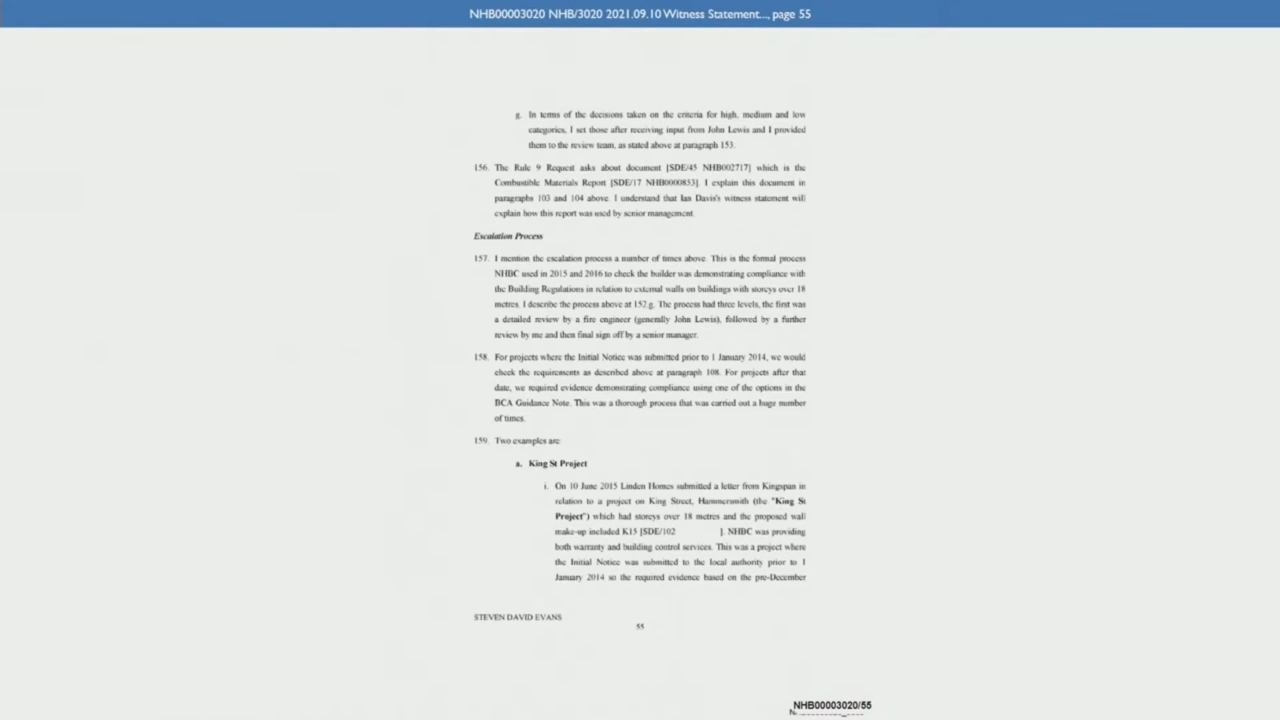 NHB00003020 NHB/3020 2021.09.10 Witness Statement..., page 55
g. In terms of the decisions taken on the criteria for high, medium and low
categories, I set those after receiving input from John Lewis and I provided
them to the review team, as stated above at paragraph 153.
156. The Rule 9 Request asks about document [SDE/45 NHB002717] which is the
Combustible Materials Report [SDE/17 NHB0000853]. I explain this document in
paragraphs 103 and 104 above. I understand that Ian Davis's witness statement will
explain how this report was used by senior management.
Escalation Process
157. I mention the escalation process a number of times above. This is the formal process
NHBC used in 2015 and 2016 to check the builder was demonstrating compliance with
the Building Regulations in relation to external walls on buildings with storeys over 18
metres. I describe the process above at 152.g. The process had three levels, the first was
a detailed review by a fire engineer (generally John Lewis), followed by a further
review by me and then final sign off by a senior manager.
158. For projects where the Initial Notice was submitted prior to 1 January 2014, we would
check the requirements as described above at paragraph 108. For projects after that
date, we required evidence demonstrating compliance using one of the options in the
BCA Guidance Note. This was a thorough process that was carried out a huge number
of times.
159. Two examples are:
a. King St Project
i. On 10 June 2015 Linden Homes submitted a letter from Kingspan in
relation to a project on King Street, Hammersmith (the "King St
Project") which had storeys over 18 metres and the proposed wall
make-up included K15 [SDE/102 ]. NHBC was providing
both warranty and building control services. This was a project where
the Initial Notice was submitted to the local authority prior to 1
January 2014 so the required evidence based on the pre-December
STEVEN DAVID EVANS
55
NHB00003020/55